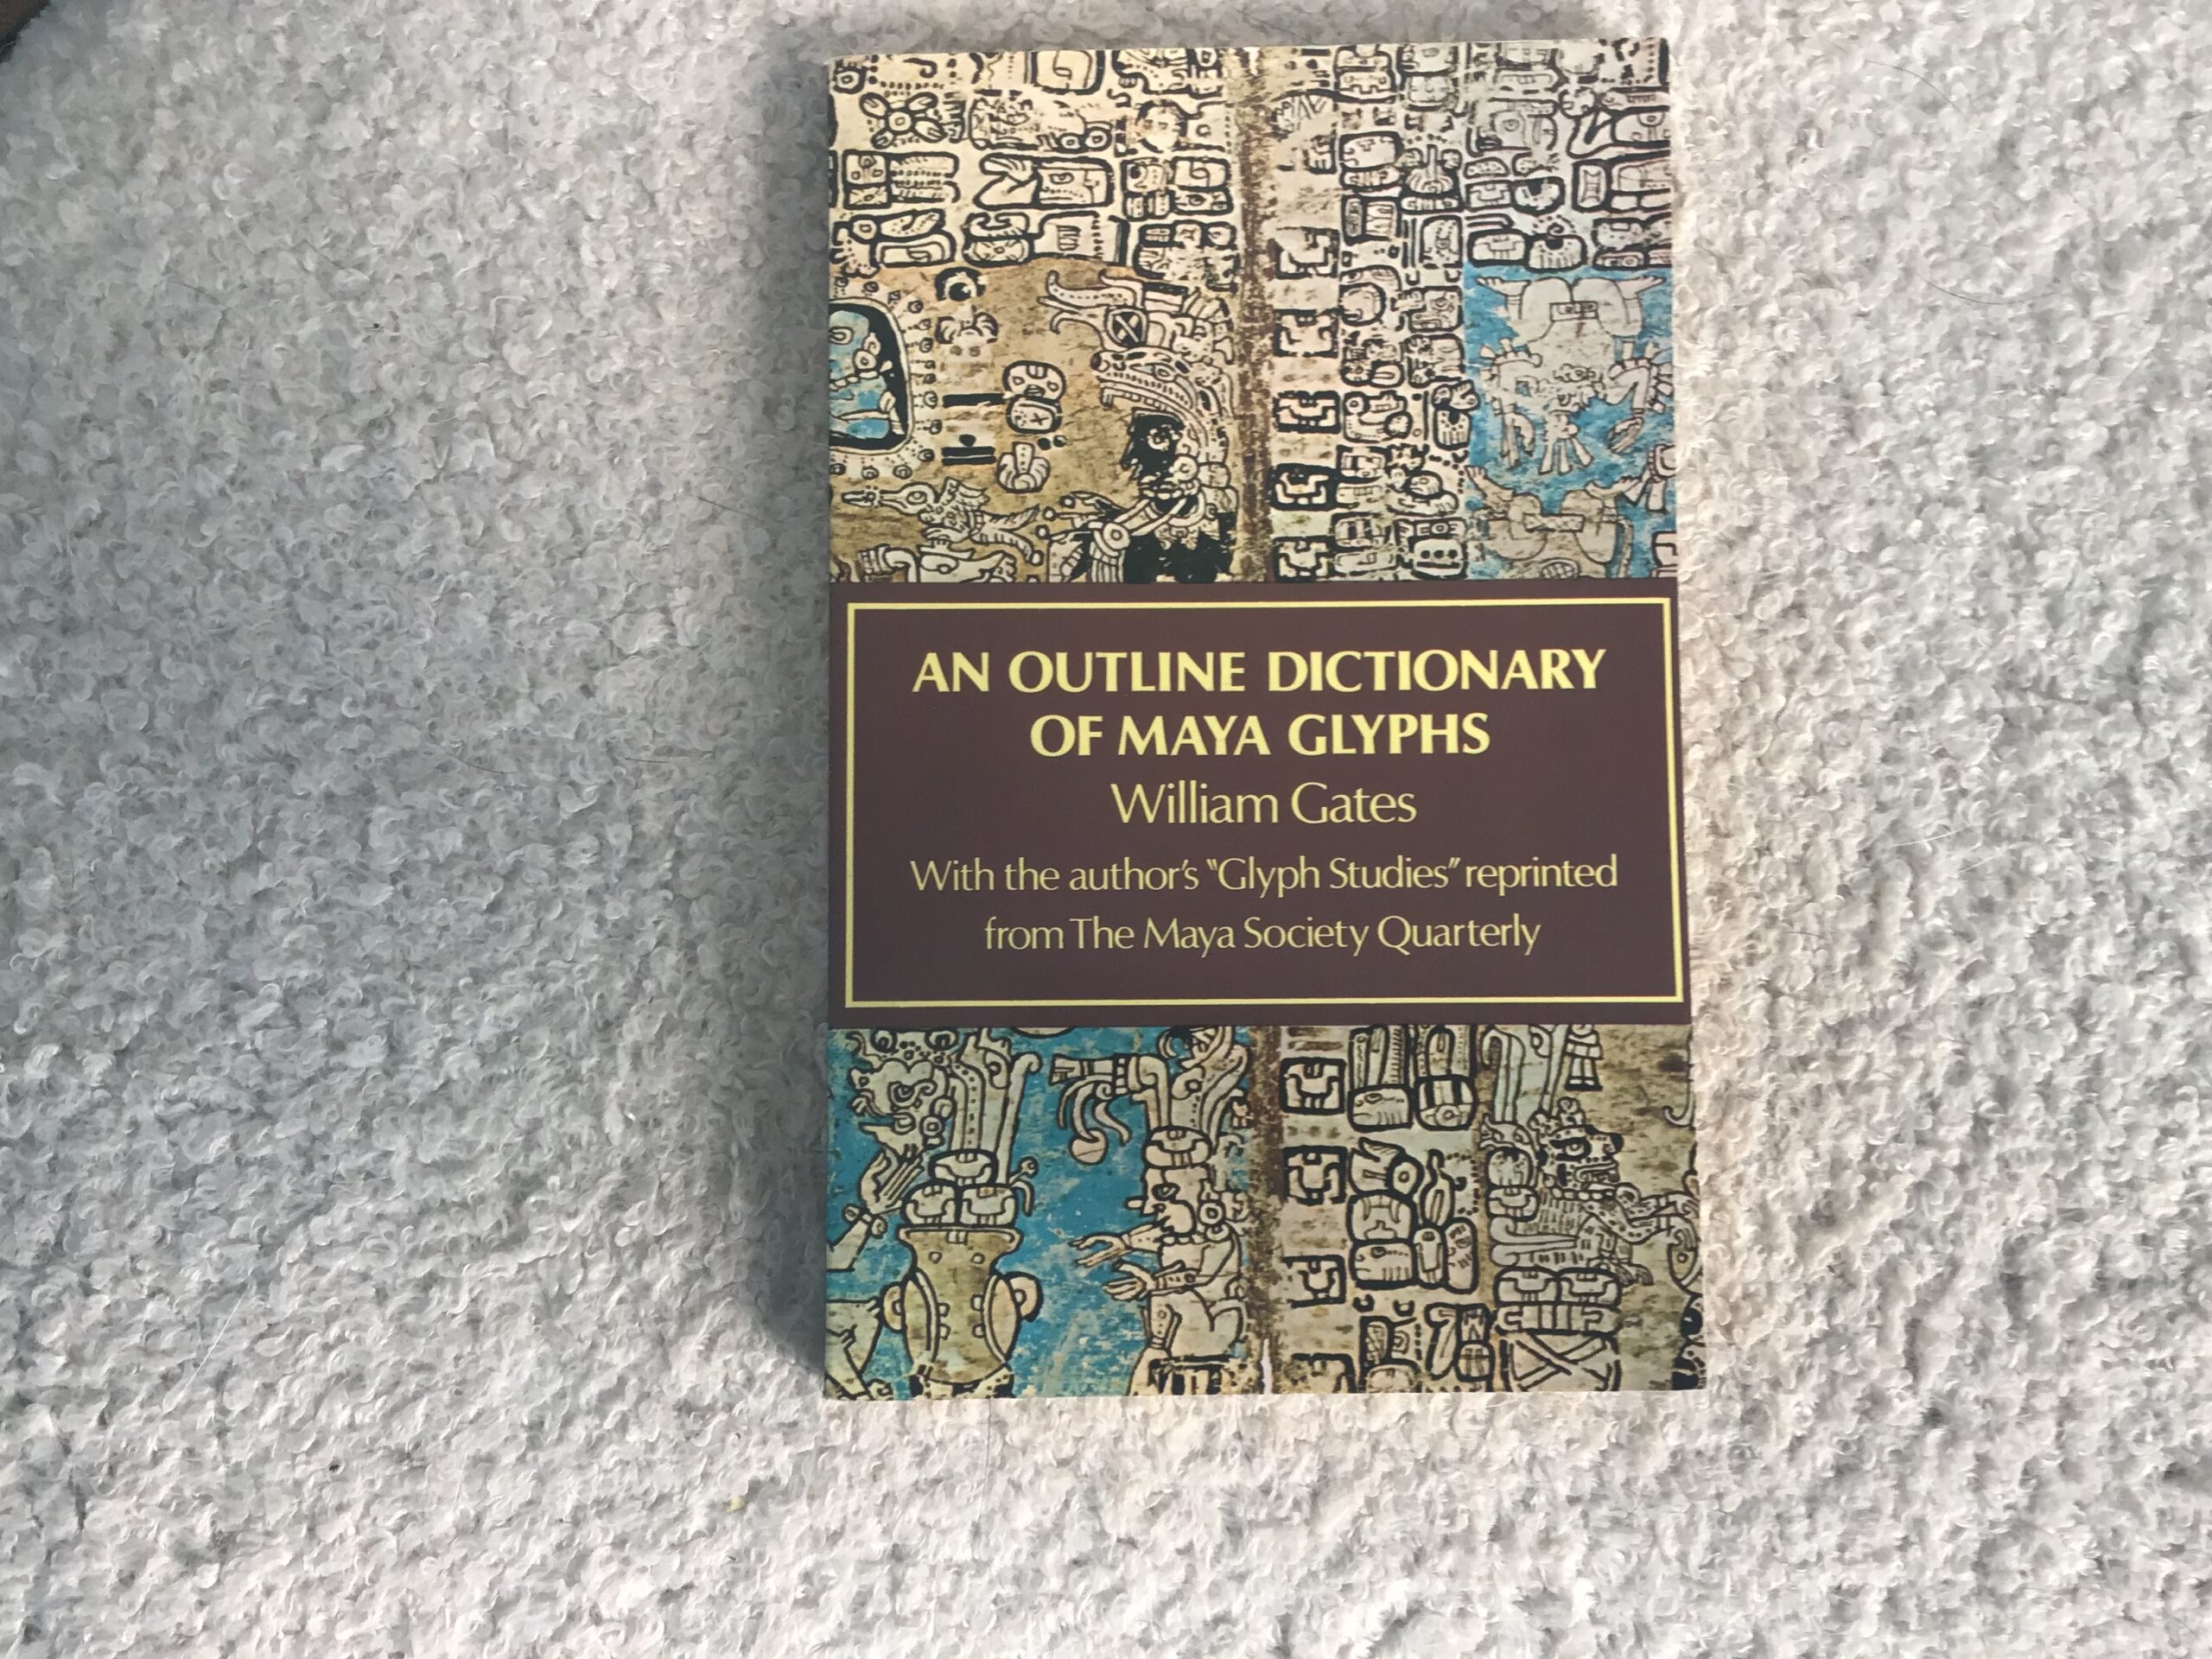 AN OUTLINE DICTIONARY
OF MAYA GLYPHS
William Gates
With the author's "Glyph Studies" reprinted
from The Maya Society Quarterly